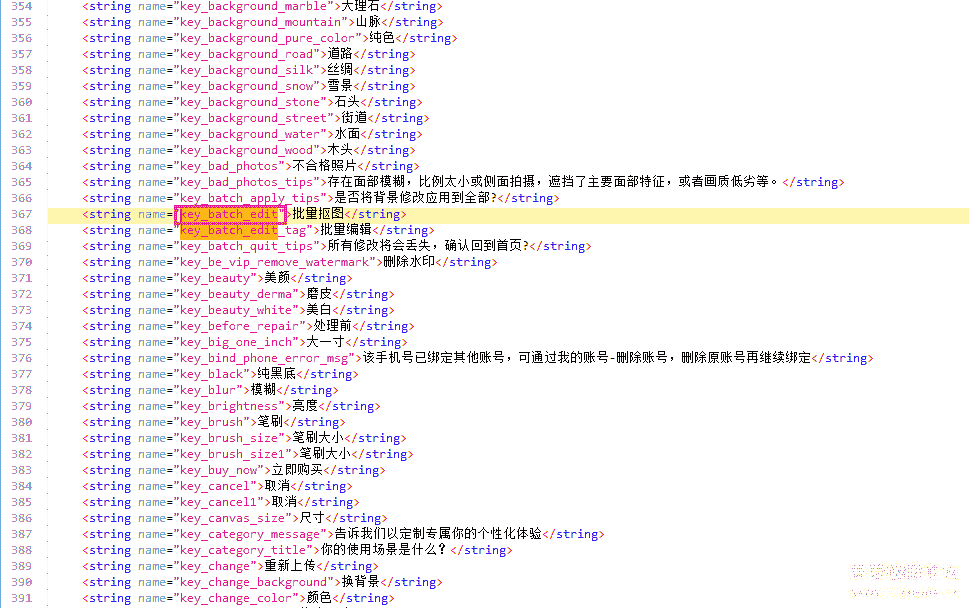 354 <string name="key_background_marble">大理石</string>
355 <string name="key_background_mountain">山脉</string>
356 <string name="key_background_pure_color">纯色</string>
357 <string name="key_background_road">道路</string>
358 <string name="key_background_silk">丝绸</string>
359 <string name="key_background_snow">雪景</string>
360 <string name="key_background_stone">石头</string>
361 <string name="key_background_street">街道</string>
362 <string name="key_background_water">水面</string>
363 <string name="key_background_wood">木头</string>
364 <string name="key_bad_photos">不合格照片</string>
365 <string name="key_bad_photos_tips">存在面部模糊，比例太小或侧面拍摄，遮挡了主要面部特征，或者画质低劣等。</string>
366 <string name="key_batch_apply_tips">是否将背景修改应用到全部?</string>
367 <string name="key_batch_edit">批量抠图</string>
368 <string name="key_batch_edit_tag">批量编辑</string>
369 <string name="key_batch_quit_tips">所有修改将会丢失，确认回到首页?</string>
370 <string name="key_be_vip_remove_watermark">删除水印</string>
371 <string name="key_beauty">美颜</string>
372 <string name="key_beauty_derma">磨皮</string>
373 <string name="key_beauty_white">美白</string>
374 <string name="key_before_repair">处理前</string>
375 <string name="key_big_one_inch">大一寸</string>
376 <string name="key_bind_phone_error_msg">该手机号已绑定其他账号，可通过我的账号-删除账号，删除原账号再继续绑定</string>
377 <string name="key_black">纯黑底</string>
378 <string name="key_blur">模糊</string>
379 <string name="key_brightness">亮度</string>
380 <string name="key_brush">笔刷</string>
381 <string name="key_brush_size">笔刷大小</string>
382 <string name="key_brush_size1">笔刷大小</string>
383 <string name="key_buy_now">立即购买</string>
384 <string name="key_cancel">取消</string>
385 <string name="key_cancel1">取消</string>
386 <string name="key_canvas_size">尺寸</string>
387 <string name="key_category_message">告诉我们以定制专属你的个性化体验</string>
388 <string name="key_category_title">你的使用场景是什么？</string>
389 <string name="key_change">重新上传</string>
390 <string name="key_change_background">换背景</string>
391 <string name="key_change_color">颜色</string>